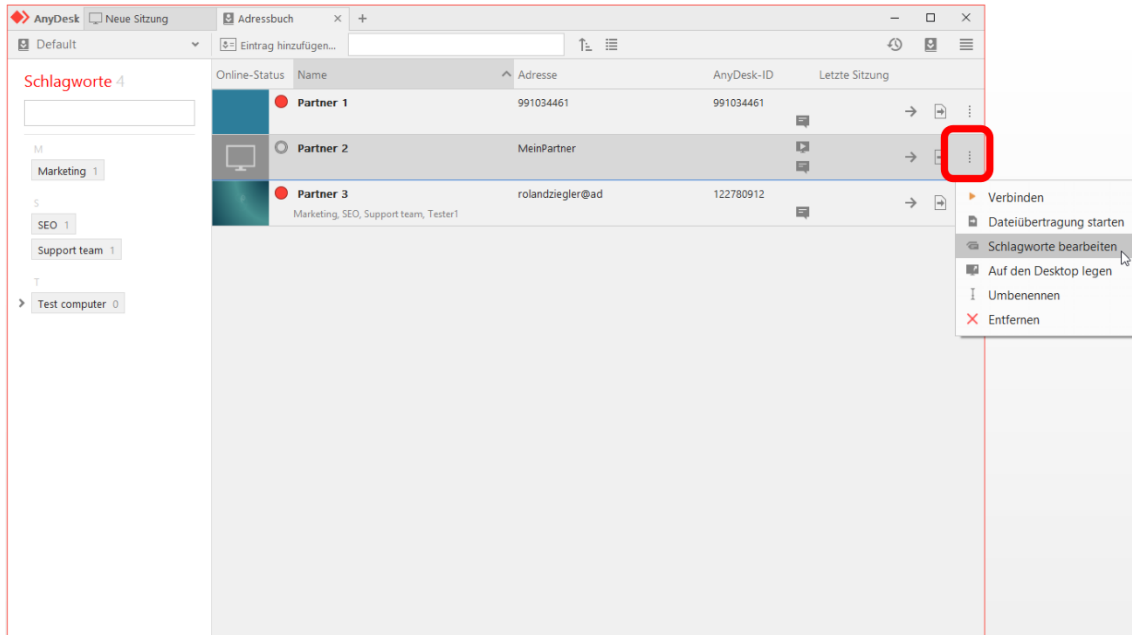 AnyDesk Neue Sitzung Adressbuch
Default Eintrag hinzufügen...
Schlagworte 4
Online-Status Name Adresse AnyDesk-ID Letzte Sitzung
Partner 1 991034461 991034461
M
Marketing 1
Partner 2 MeinPartner
S
SEO 1
Support team 1
Partner 3 rolandziegler@ad 122780912
Marketing, SEO, Support team, Tester1
T
Test computer 0
Verbinden
Dateiübertragung starten
Schlagworte bearbeiten
Auf den Desktop legen
Umbenennen
Entfernen